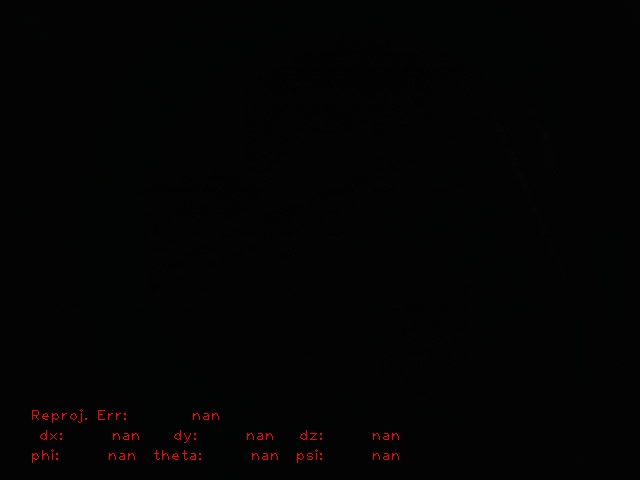 Reproj. Err: nan
dx: nan dy: nan dz: nan
phi: nan theta: nan psi: nan